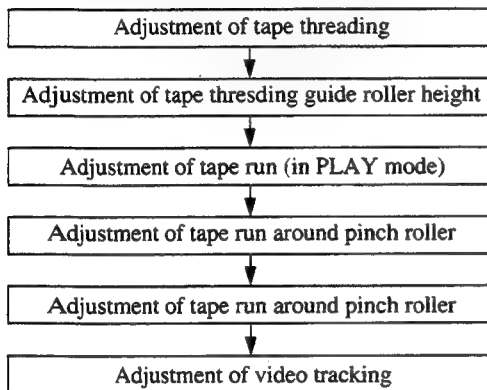 Adjustment of tape threading
Adjustment of tape thresding guide roller height
Adjustment of tape run (in PLAY mode)
Adjustment of tape run around pinch roller
Adjustment of tape run around pinch roller
Adjustment of video tracking